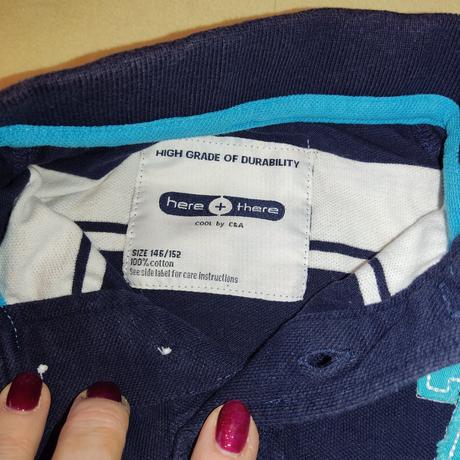 HIGH GRADE OF DURABILITY
here + there
cool by C&A
SIZE 146/152
100% cotton
See side label for care instructions